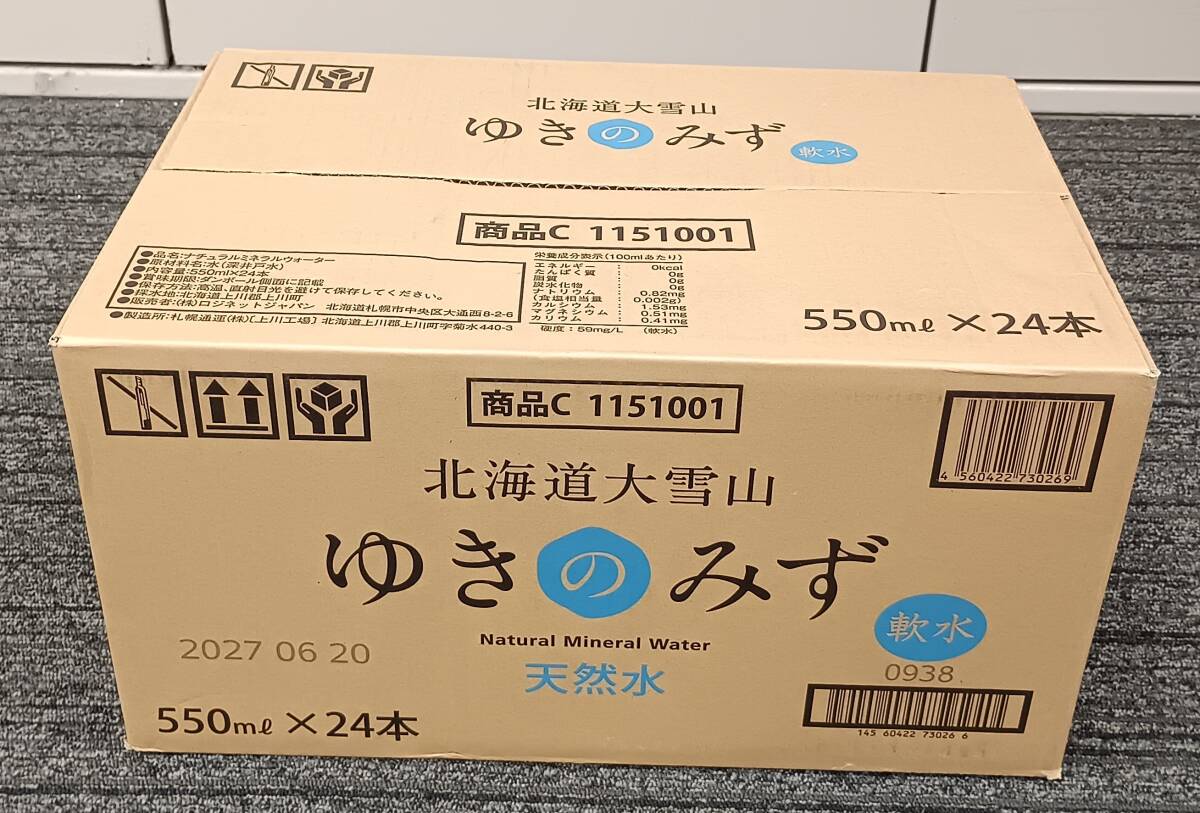 北海道大雪山
ゆきのみず 軟水
商品C 1151001
●品名:ナチュラルミネラルウォーター
●原材料名:水(深井戸水)
●内容量:550ml×24本
●賞味期限:ダンボール側面に記載
●保存方法:高温、直射日光を避けて保存してください。
●採水地:北海道上川郡上川町
●販売者:(株)ロジネットジャパン 北海道札幌市中央区大通西8-2-6
●製造所:札幌通運(株)[上川工場] 北海道上川郡上川町字菊水440-3
栄養成分表示(100mlあたり)
エネルギー : 0kcal
たんぱく質 : 0g
脂質 : 0g
炭水化物 : 0g
ナトリウム : 0.82mg
(食塩相当量 0.002g)
カルシウム : 1.53mg
マグネシウム : 0.51mg
カリウム : 0.41mg
硬度:59mg/L (軟水)
550mℓ×24本
商品C 1151001
4 560422 730269
北海道大雪山
ゆきのみず
軟水
Natural Mineral Water
天然水
2027 06 20
0938
550mℓ×24本
145 60422 73026 6